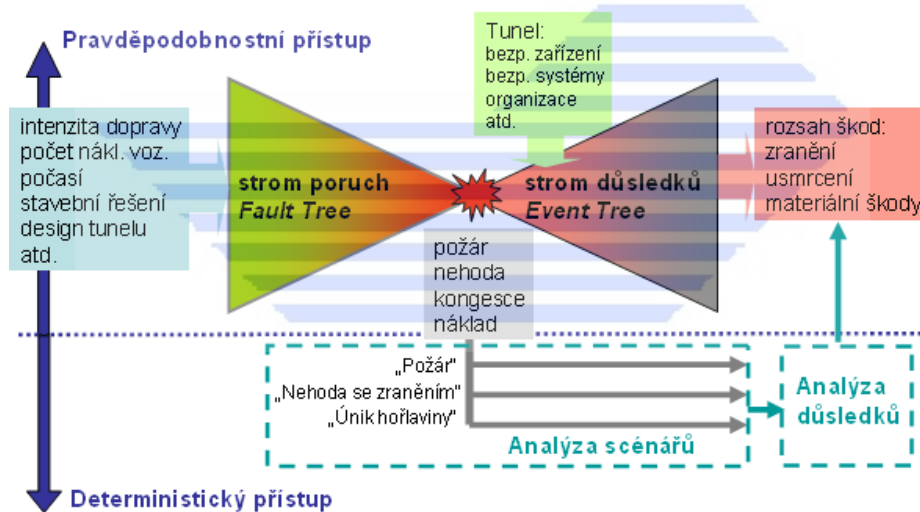 Pravděpodobnostní přístup
Tunel:
bezp. zařízení
bezp. systémy
organizace
atd.
intenzita dopravy
počet nákl. voz.
počasí
stavební řešení
design tunelu
atd.
strom poruch
Fault Tree
strom důsledků
Event Tree
rozsah škod:
zranění
usmrcení
materiální škody
požár
nehoda
kongesce
náklad
„Požár"
„Nehoda se zraněním"
„Únik hořlaviny"
Analýza scénářů
Analýza
důsledků
Deterministický přístup